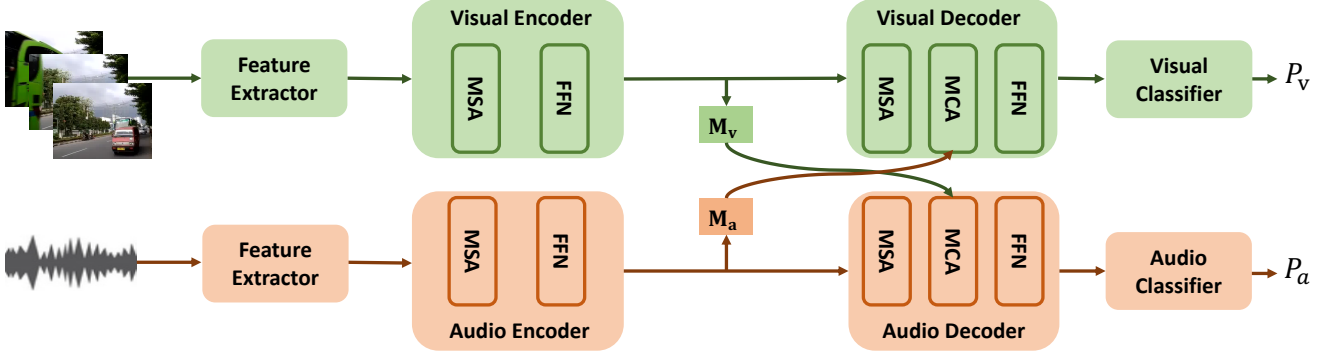 Visual Encoder
Visual Decoder
Feature
Extractor
MSA
FFN
MSA
MCA
FFN
Visual
Classifier
P_v
M_v
M_a
Feature
Extractor
MSA
FFN
MSA
MCA
FFN
Audio
Classifier
P_a
Audio Encoder
Audio Decoder